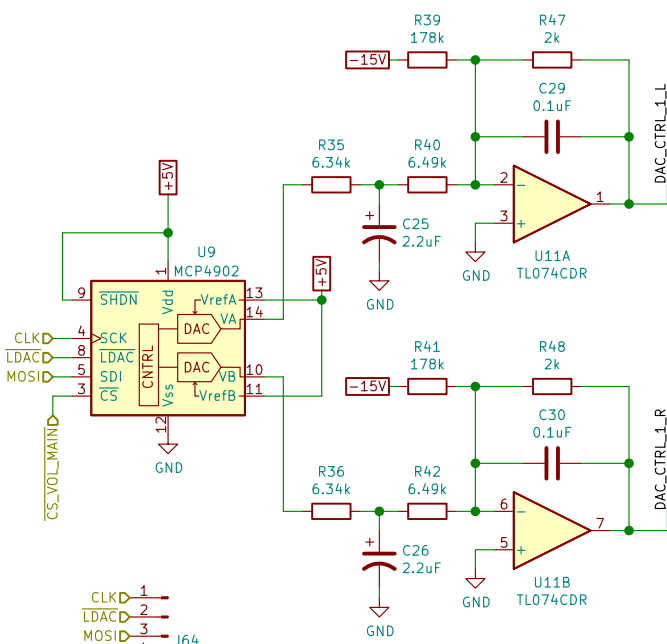 R39
178k
R47
2k
-15V
C29
0.1uF
DAC_CTRL_1_L
R35
6.34k
R40
6.49k
+5V
2
−
1
+
3
+
C25
2.2uF
U11A
TL074CDR
GND
GND
U9
MCP4902
+5V
1
Vdd
9
SHDN
VrefA
13
VA
14
CLK
4
SCK
DAC
LDAC
8
LDAC
CNTRL
MOSI
5
SDI
DAC
VB
10
3
CS
Vss
VrefB
11
12
GND
CS_VOL_MAIN
R41
178k
R48
2k
-15V
C30
0.1uF
DAC_CTRL_1_R
R36
6.34k
R42
6.49k
6
−
7
+
5
+
C26
2.2uF
U11B
TL074CDR
GND
GND
CLK
1
LDAC
2
MOSI
3
J64